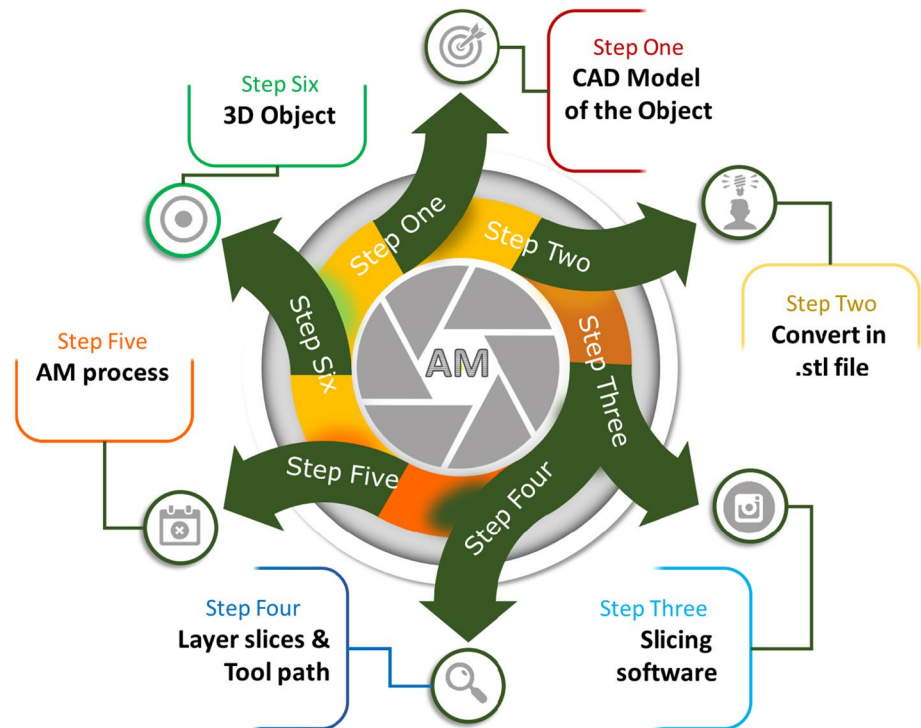 Step One
CAD Model
of the Object
Step Two
Convert in
.stl file
Step Three
Slicing
software
Step Four
Layer slices &
Tool path
Step Five
AM process
Step Six
3D Object
Step One
Step Two
Step Three
Step Four
Step Five
Step Six
AM